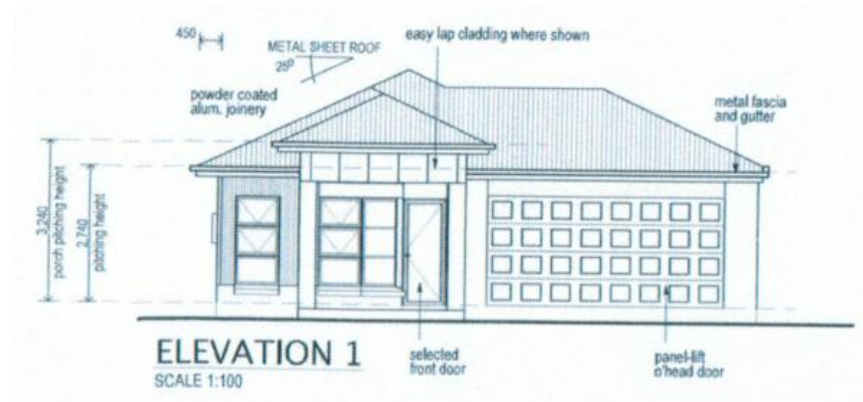 450
METAL SHEET ROOF
25°
easy lap cladding where shown
powder coated
alum. joinery
metal fascia
and gutter
3,240
porch pitching height
2,740
pitching height
ELEVATION 1
SCALE 1:100
selected
front door
panel-lift
o'head door